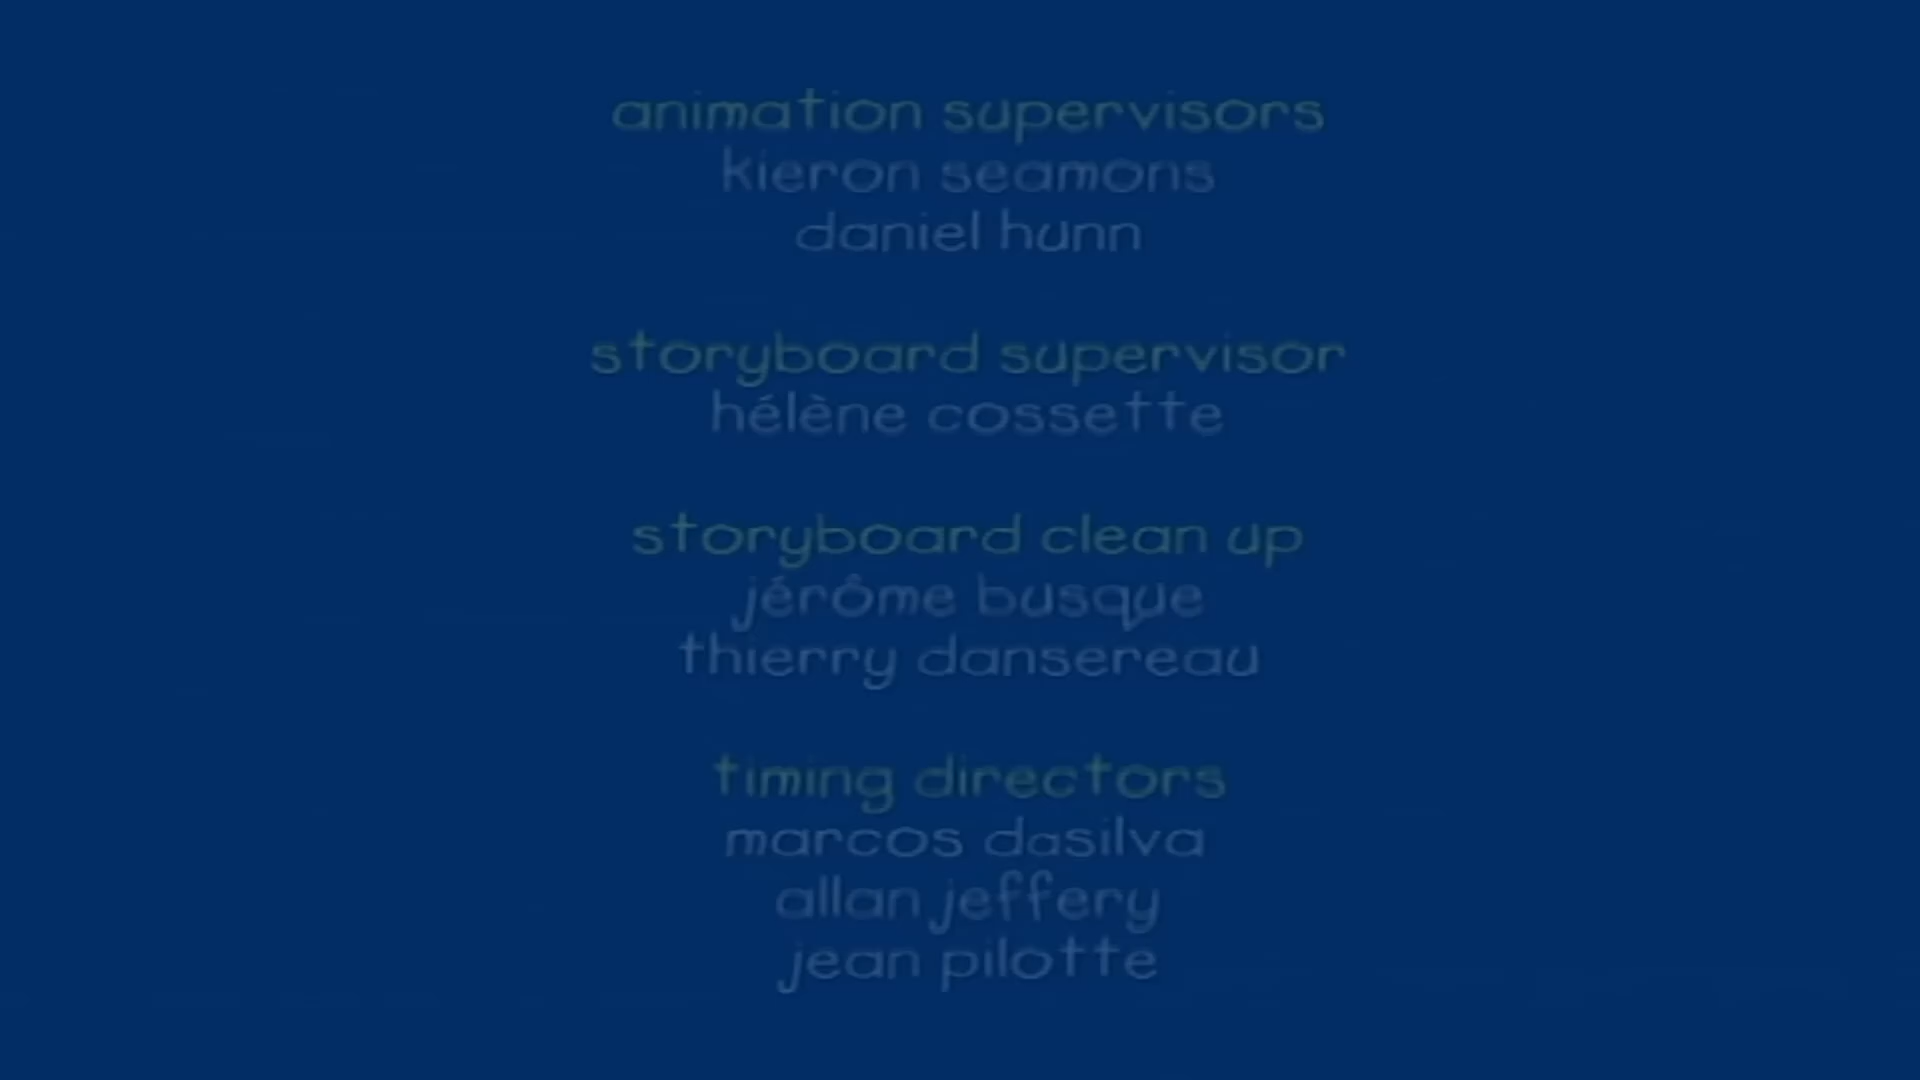 animation supervisors
kieron seamons
daniel hunn
storyboard supervisor
hélène cossette
storyboard clean up
jérôme busque
thierry dansereau
timing directors
marcos dasilva
allan jeffery
jean pilotte